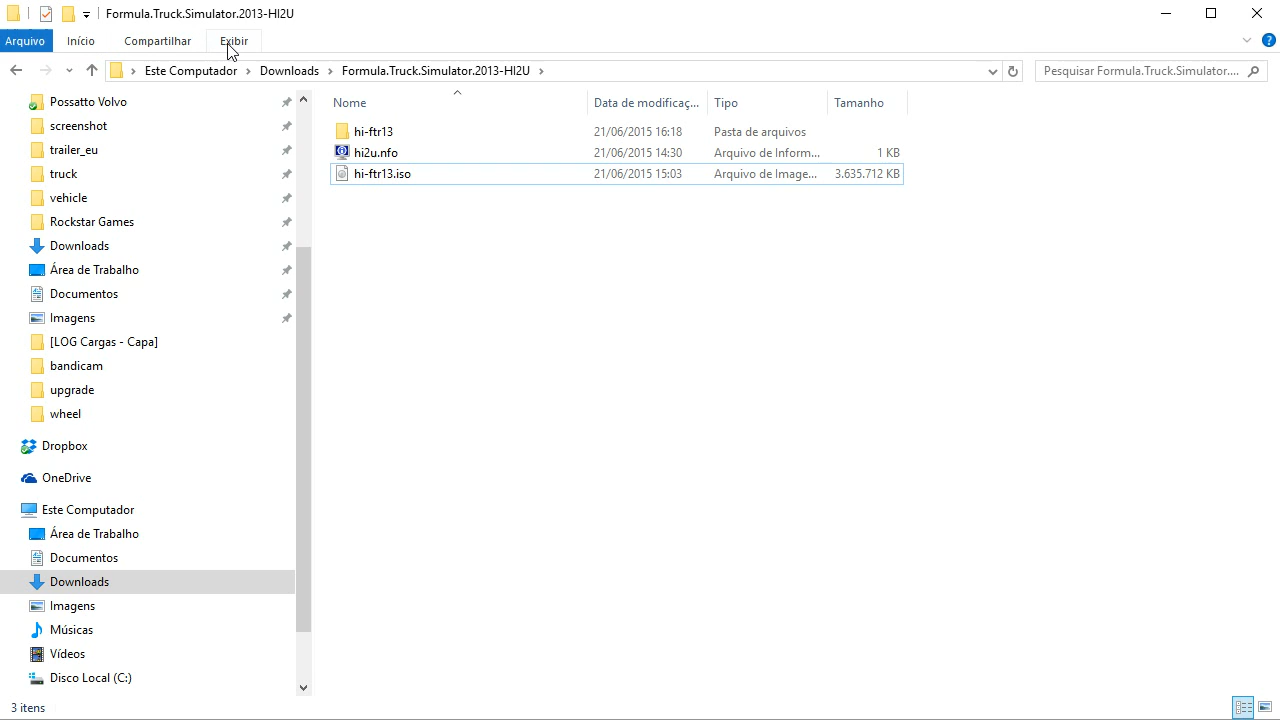 Formula.Truck.Simulator.2013-HI2U
Arquivo Início Compartilhar Exibir
Este Computador Downloads Formula.Truck.Simulator.2013-HI2U
Pesquisar Formula.Truck.Simulator....
Possatto Volvo
screenshot
trailer_eu
truck
vehicle
Rockstar Games
Downloads
Área de Trabalho
Documentos
Imagens
[LOG Cargas - Capa]
bandicam
upgrade
wheel
Dropbox
OneDrive
Este Computador
Área de Trabalho
Documentos
Downloads
Imagens
Músicas
Vídeos
Disco Local (C:)
Nome Data de modificaç... Tipo Tamanho
hi-ftr13 21/06/2015 16:18 Pasta de arquivos
hi2u.nfo 21/06/2015 14:30 Arquivo de Inform... 1 KB
hi-ftr13.iso 21/06/2015 15:03 Arquivo de Image... 3.635.712 KB
3 itens